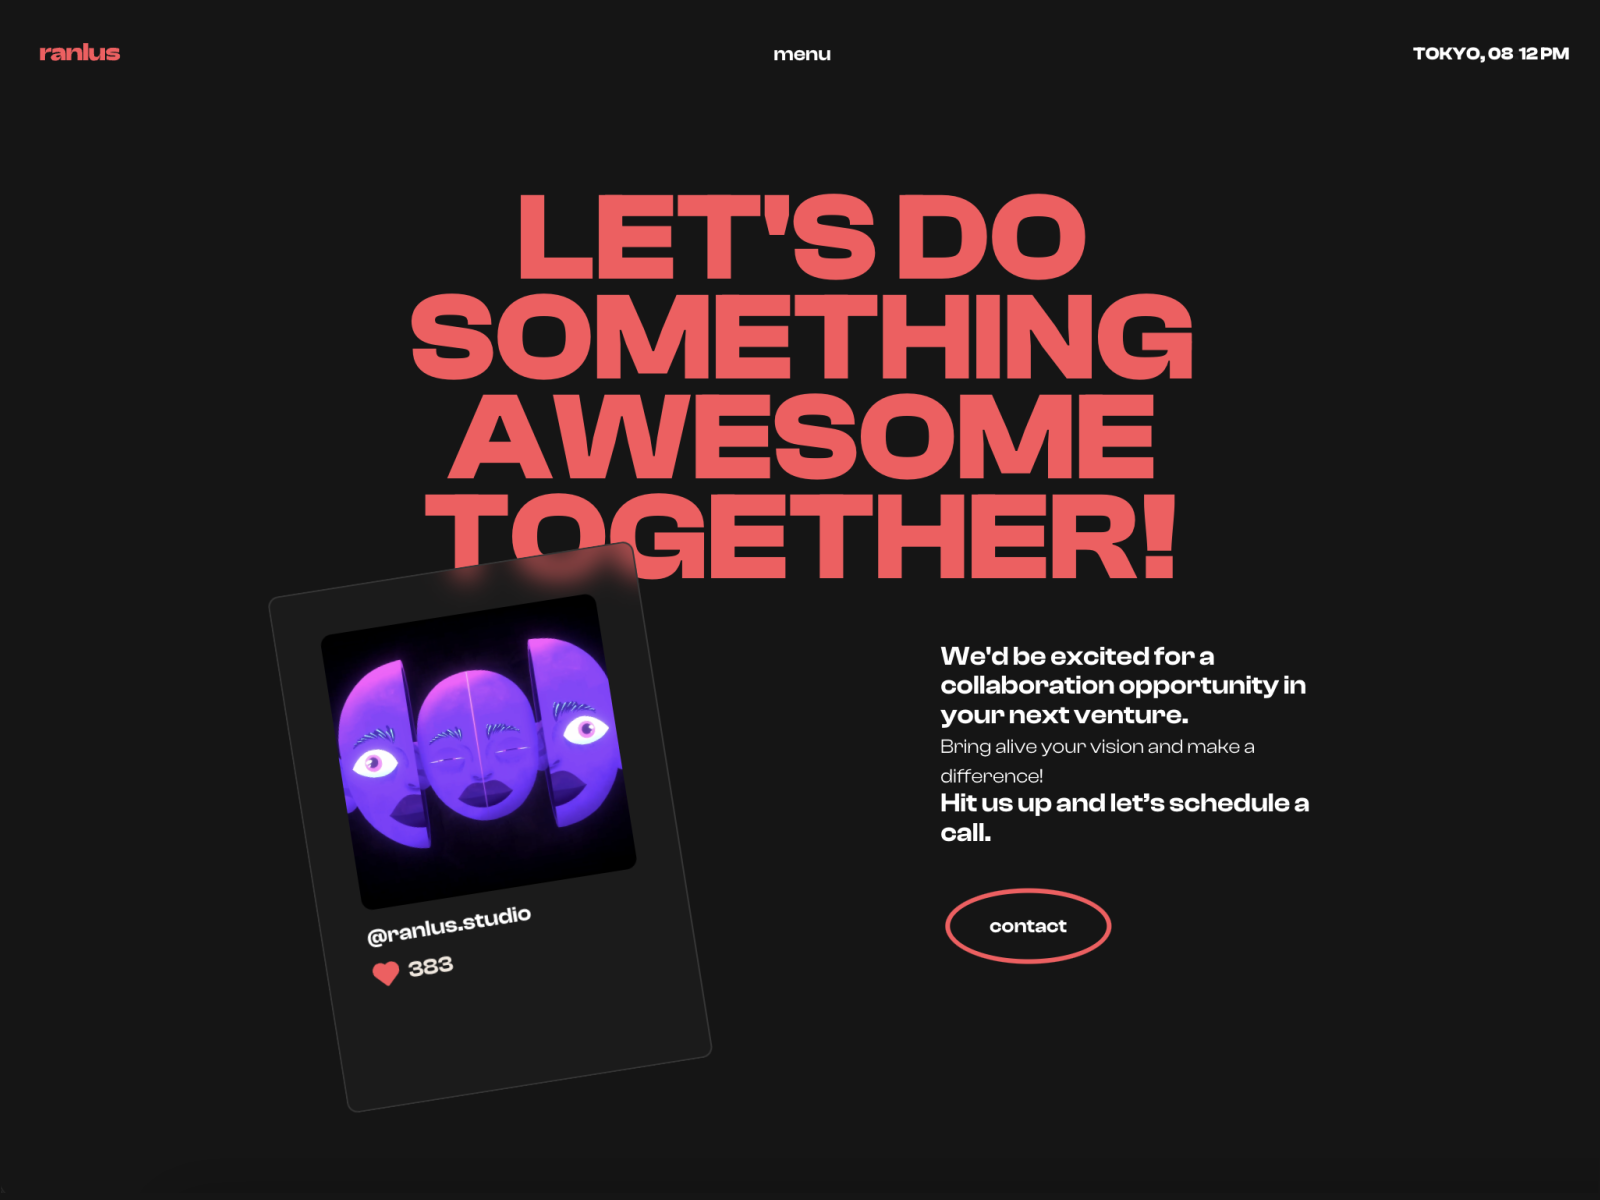 ranlus
menu
TOKYO, 08 12 PM
LET'S DO
SOMETHING
AWESOME
TOGETHER!
We'd be excited for a
collaboration opportunity in
your next venture.
Bring alive your vision and make a
difference!
Hit us up and let’s schedule a
call.
contact
@ranlus.studio
383